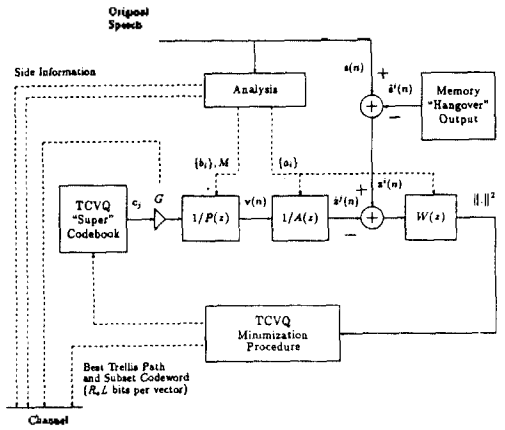 Original
Speech
Side Information
Analysis
s(n)
+
ŝ^i(n)
+
−
Memory
"Hangover"
Output
{b_i}, M
{a_i}
z^i(n)
TCVQ
"Super"
Codebook
c_j
G
1/P(z)
v(n)
1/A(z)
ŝ^f(n)
+
+
−
W(z)
||.||^2
TCVQ
Minimization
Procedure
Best Trellis Path
and Subset Codeword
(R_sL bits per vector)
Channel